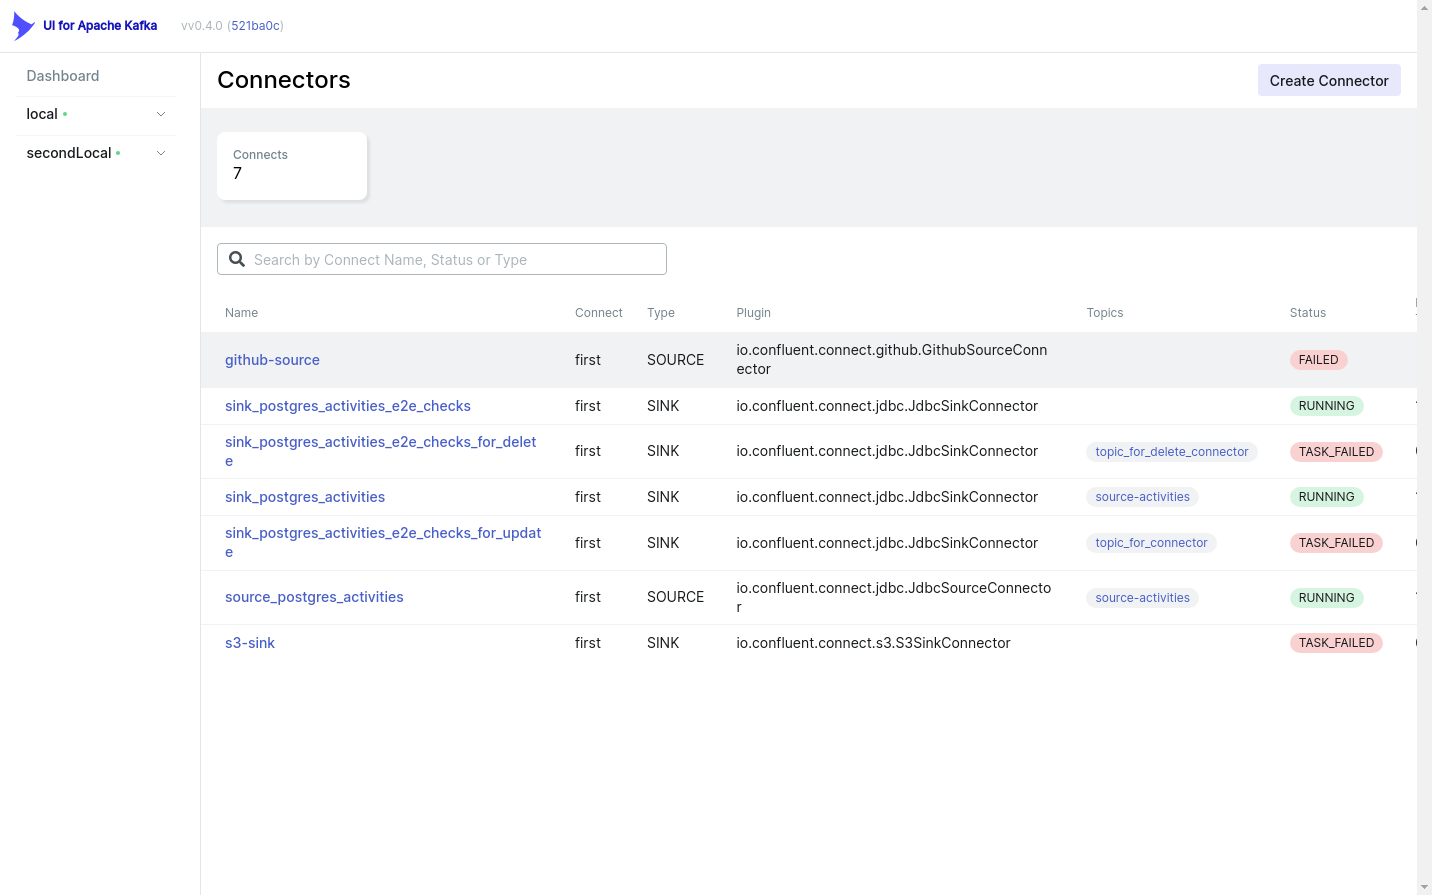 UI for Apache Kafka vv0.4.0 (521ba0c)
Dashboard
local
secondLocal
Connectors
Create Connector
Connects
7
Search by Connect Name, Status or Type
Name Connect Type Plugin Topics Status
github-source first SOURCE io.confluent.connect.github.GithubSourceConn
ector FAILED
sink_postgres_activities_e2e_checks first SINK io.confluent.connect.jdbc.JdbcSinkConnector RUNNING
sink_postgres_activities_e2e_checks_for_delet
e first SINK io.confluent.connect.jdbc.JdbcSinkConnector topic_for_delete_connector TASK_FAILED
sink_postgres_activities first SINK io.confluent.connect.jdbc.JdbcSinkConnector source-activities RUNNING
sink_postgres_activities_e2e_checks_for_updat
e first SINK io.confluent.connect.jdbc.JdbcSinkConnector topic_for_connector TASK_FAILED
source_postgres_activities first SOURCE io.confluent.connect.jdbc.JdbcSourceConnecto
r source-activities RUNNING
s3-sink first SINK io.confluent.connect.s3.S3SinkConnector TASK_FAILED